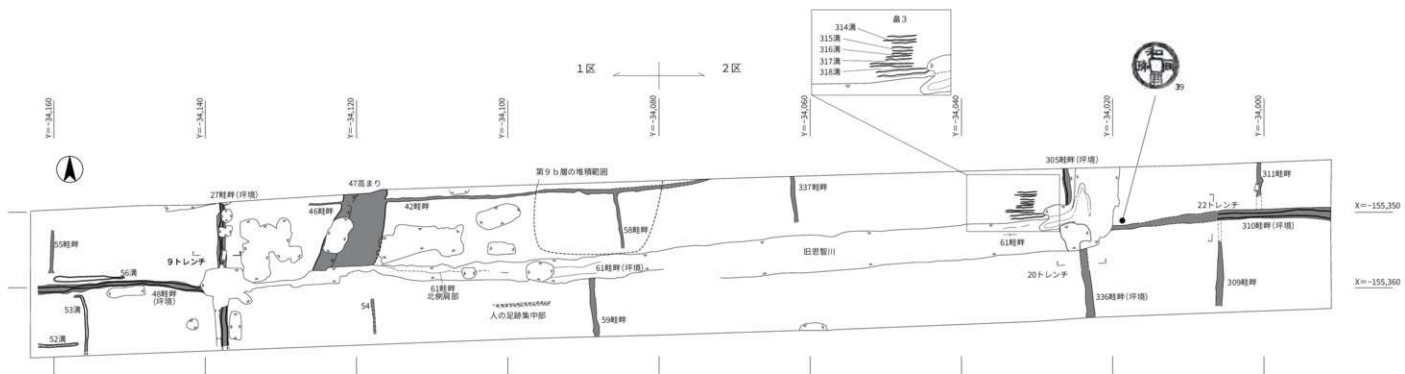 畠3
314溝
315溝
316溝
317溝
318溝
1区
2区
和同開珎
39
Y=-34,160
Y=-34,140
Y=-34,120
Y=-34,100
Y=-34,080
Y=-34,060
Y=-34,040
Y=-34,020
Y=-34,000
27畦畔(坪境)
47高まり
46畦畔
42畦畔
第9b層の堆積範囲
58畦畔
337畦畔
305畦畔(坪境)
311畦畔
22トレンチ
310畦畔(坪境)
X=-155,350
55畦畔
9トレンチ
56溝
48畦畔
(坪境)
53溝
52溝
54
61畦畔
北側肩部
人の足跡集中部
61畦畔(坪境)
59畦畔
旧恩智川
61畦畔
20トレンチ
336畦畔(坪境)
309畦畔
X=-155,360